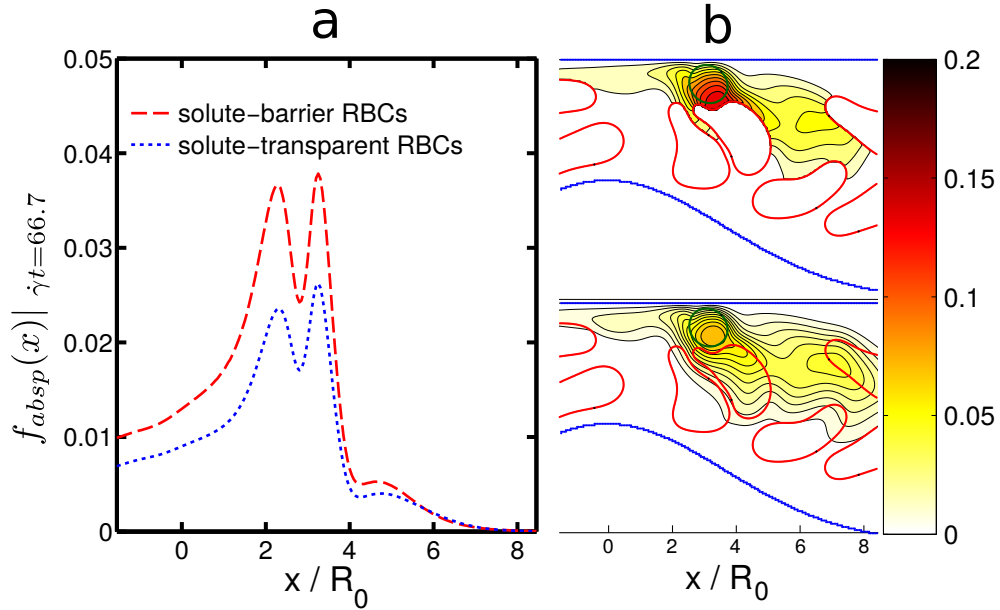 a
b
0.05
0.04
0.03
0.02
0.01
0
solute−barrier RBCs
solute−transparent RBCs
f_absp(x)| γ̇t=66.7
0 2 4 6 8
x / R_0
0 2 4 6 8
x / R_0
0.2
0.15
0.1
0.05
0